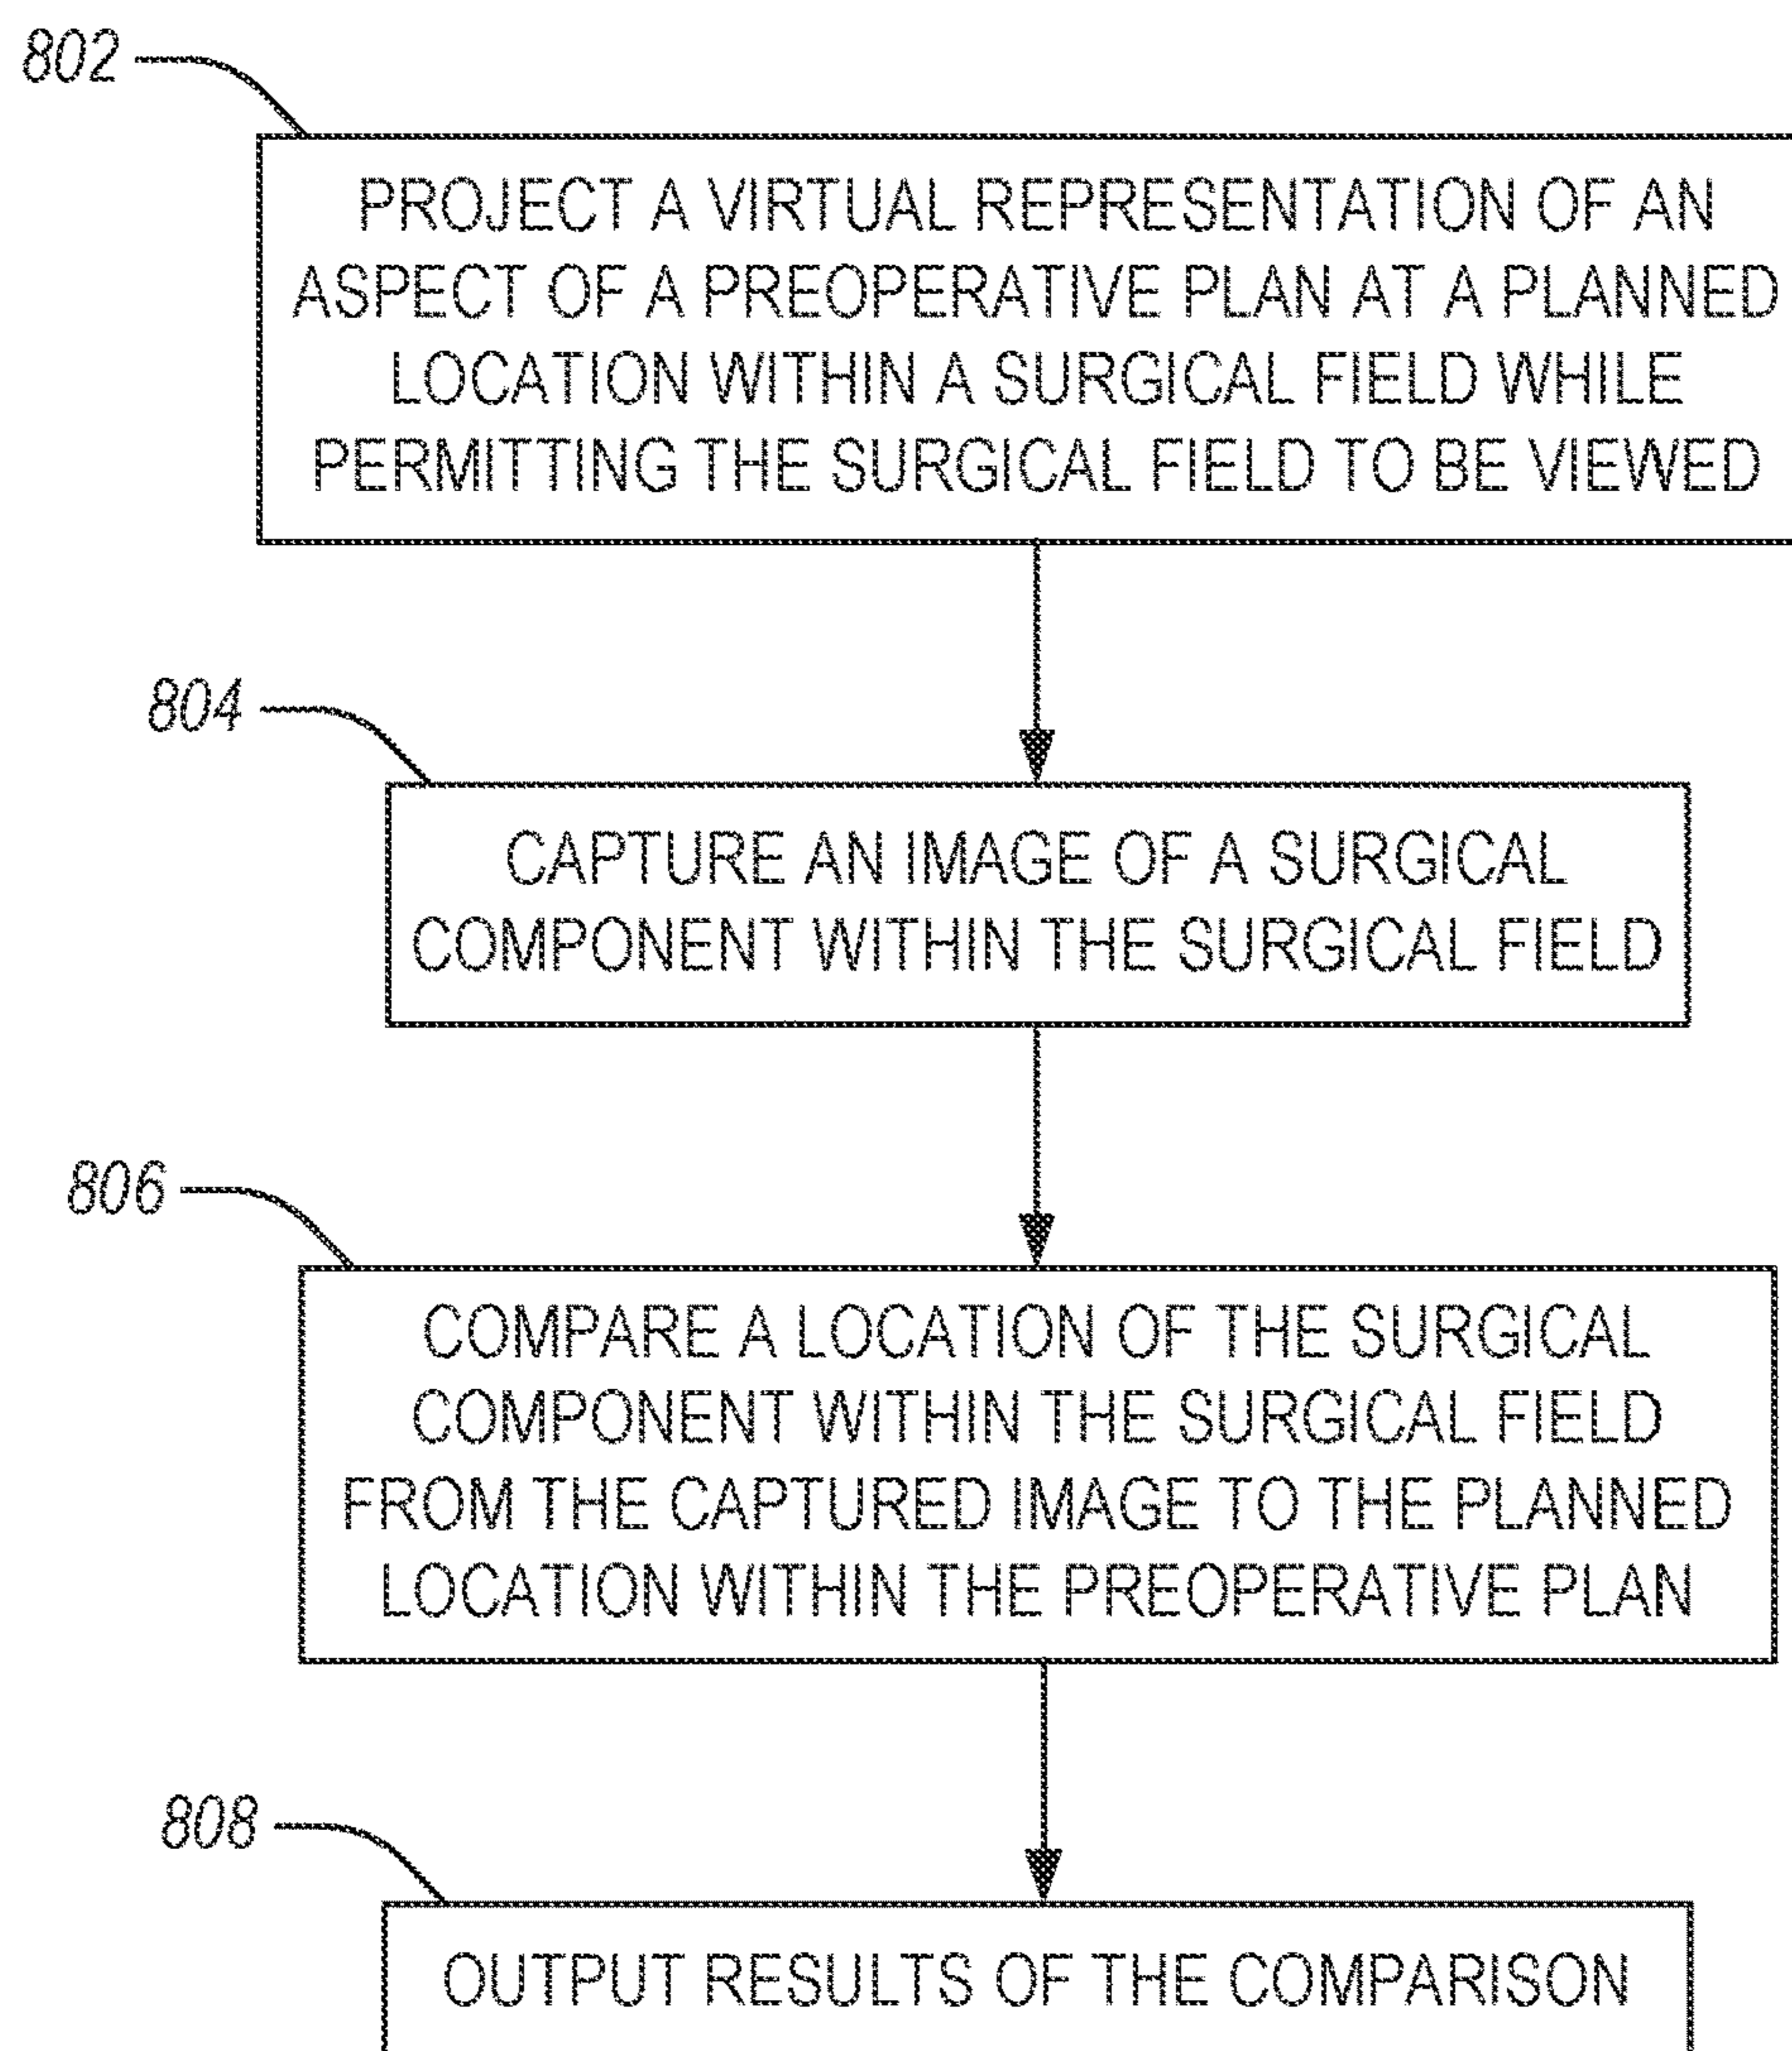 802
PROJECT A VIRTUAL REPRESENTATION OF AN
ASPECT OF A PREOPERATIVE PLAN AT A PLANNED
LOCATION WITHIN A SURGICAL FIELD WHILE
PERMITTING THE SURGICAL FIELD TO BE VIEWED
804
CAPTURE AN IMAGE OF A SURGICAL
COMPONENT WITHIN THE SURGICAL FIELD
806
COMPARE A LOCATION OF THE SURGICAL
COMPONENT WITHIN THE SURGICAL FIELD
FROM THE CAPTURED IMAGE TO THE PLANNED
LOCATION WITHIN THE PREOPERATIVE PLAN
808
OUTPUT RESULTS OF THE COMPARISON